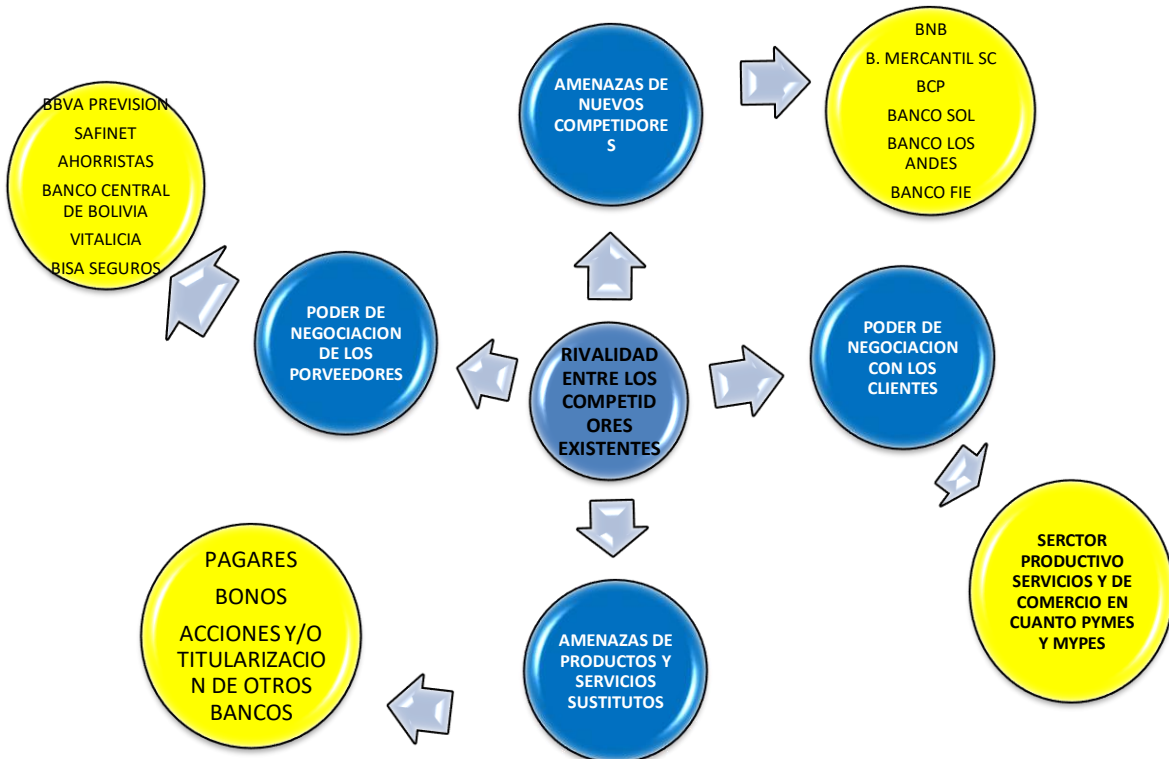 AMENAZAS DE
NUEVOS
COMPETIDORE
S
BNB
B. MERCANTIL SC
BCP
BANCO SOL
BANCO LOS
ANDES
BANCO FIE
BBVA PREVISION
SAFINET
AHORRISTAS
BANCO CENTRAL
DE BOLIVIA
VITALICIA
BISA SEGUROS
PODER DE
NEGOCIACION
DE LOS
PORVEEDORES
RIVALIDAD
ENTRE LOS
COMPETID
ORES
EXISTENTES
PODER DE
NEGOCIACION
CON LOS
CLIENTES
SERCTOR
PRODUCTIVO
SERVICIOS Y DE
COMERCIO EN
CUANTO PYMES
Y MYPES
PAGARES
BONOS
ACCIONES Y/O
TITULARIZACIO
N DE OTROS
BANCOS
AMENAZAS DE
PRODUCTOS Y
SERVICIOS
SUSTITUTOS